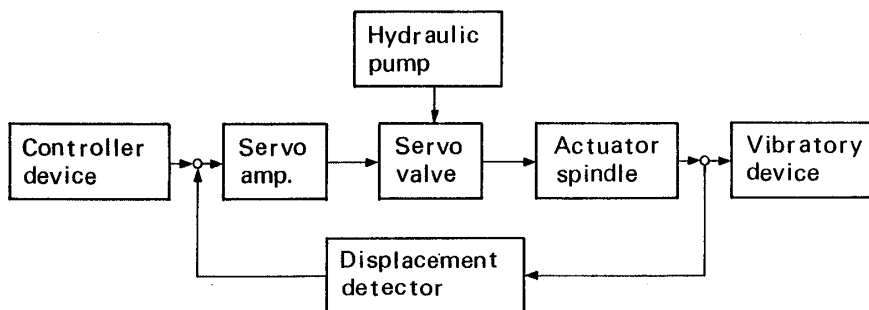 Hydraulic
pump
Controller
device
Servo
amp.
Servo
valve
Actuator
spindle
Vibratory
device
Displacement
detector